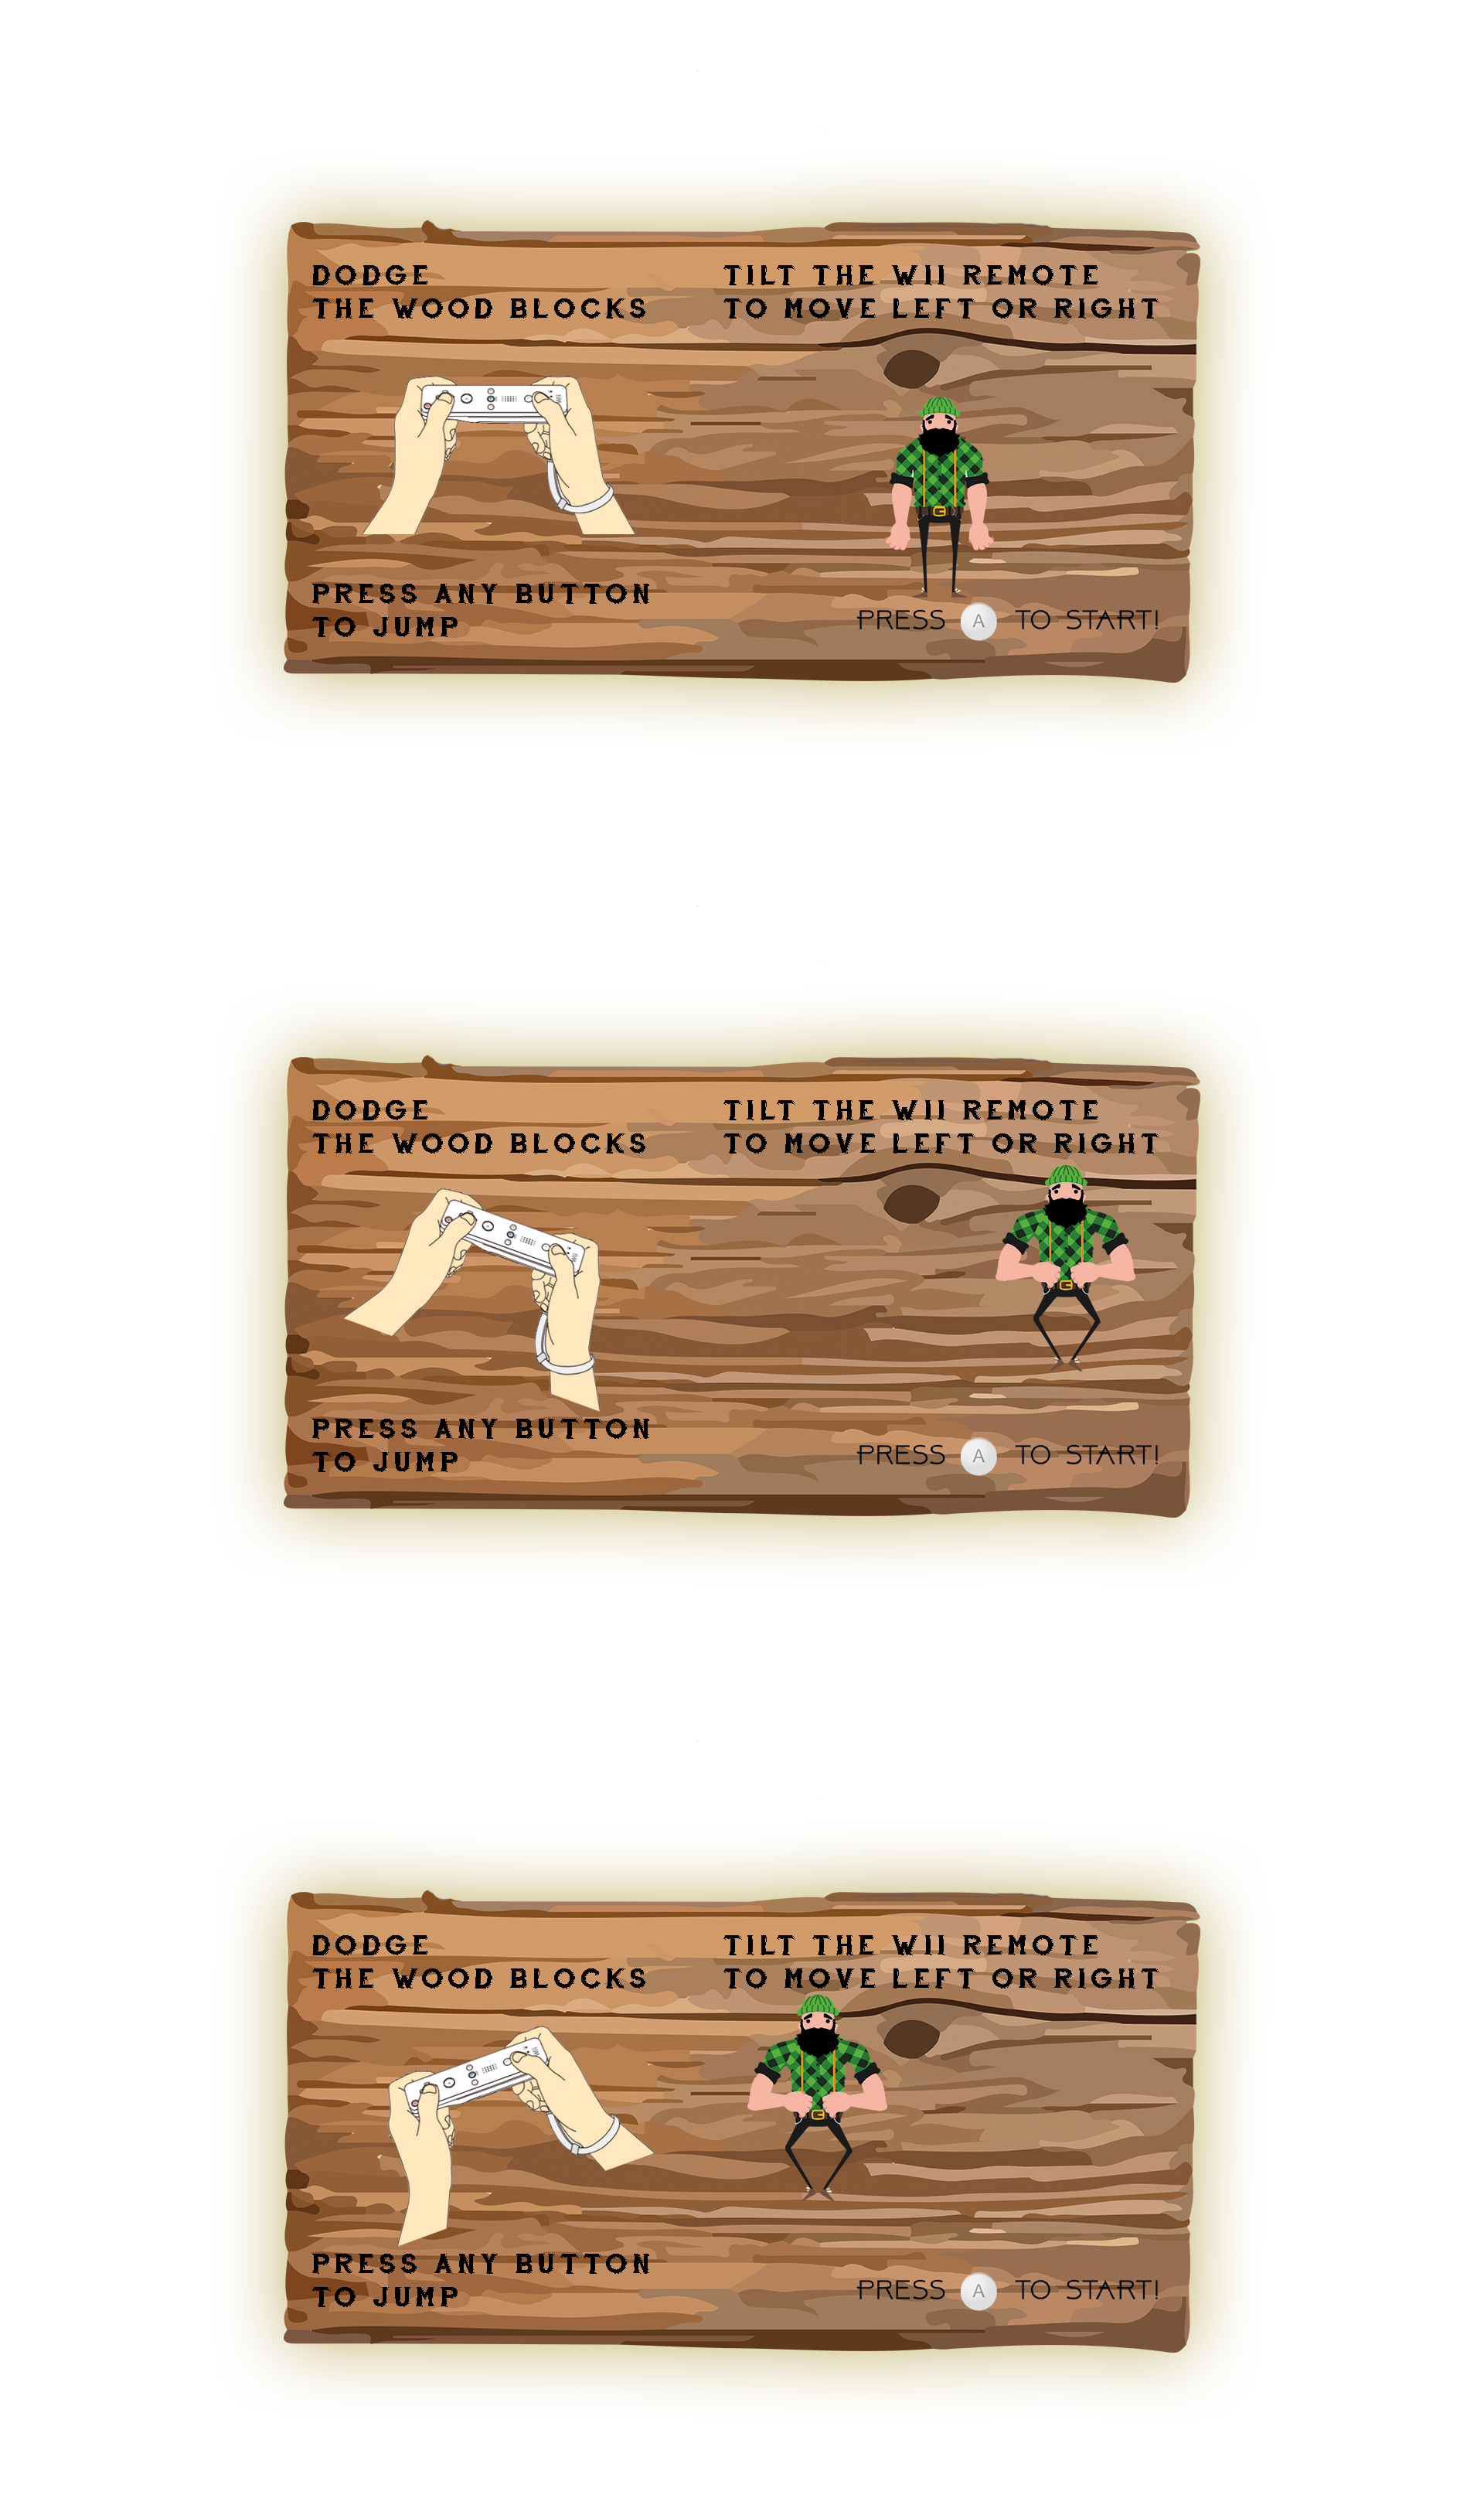 DODGE
THE WOOD BLOCKS
TILT THE WII REMOTE
TO MOVE LEFT OR RIGHT
PRESS ANY BUTTON
TO JUMP
PRESS A TO START!
DODGE
THE WOOD BLOCKS
TILT THE WII REMOTE
TO MOVE LEFT OR RIGHT
PRESS ANY BUTTON
TO JUMP
PRESS A TO START!
DODGE
THE WOOD BLOCKS
TILT THE WII REMOTE
TO MOVE LEFT OR RIGHT
PRESS ANY BUTTON
TO JUMP
PRESS A TO START!